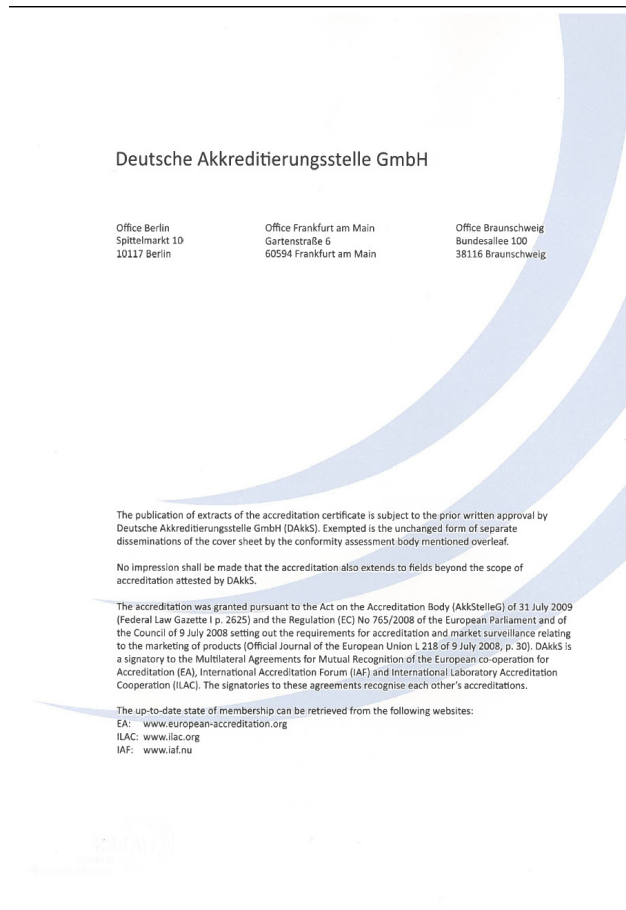 Deutsche Akkreditierungsstelle GmbH
Office Berlin
Spittelmarkt 10
10117 Berlin
Office Frankfurt am Main
Gartenstraße 6
60594 Frankfurt am Main
Office Braunschweig
Bundesallee 100
38116 Braunschweig
The publication of extracts of the accreditation certificate is subject to the prior written approval by
Deutsche Akkreditierungsstelle GmbH (DAkkS). Exempted is the unchanged form of separate
disseminations of the cover sheet by the conformity assessment body mentioned overleaf.
No impression shall be made that the accreditation also extends to fields beyond the scope of
accreditation attested by DAkkS.
The accreditation was granted pursuant to the Act on the Accreditation Body (AkkStelleG) of 31 July 2009
(Federal Law Gazette I p. 2625) and the Regulation (EC) No 765/2008 of the European Parliament and of
the Council of 9 July 2008 setting out the requirements for accreditation and market surveillance relating
to the marketing of products (Official Journal of the European Union L 218 of 9 July 2008, p. 30). DAkkS is
a signatory to the Multilateral Agreements for Mutual Recognition of the European co-operation for
Accreditation (EA), International Accreditation Forum (IAF) and International Laboratory Accreditation
Cooperation (ILAC). The signatories to these agreements recognise each other's accreditations.
The up-to-date state of membership can be retrieved from the following websites:
EA: www.european-accreditation.org
ILAC: www.ilac.org
IAF: www.iaf.nu